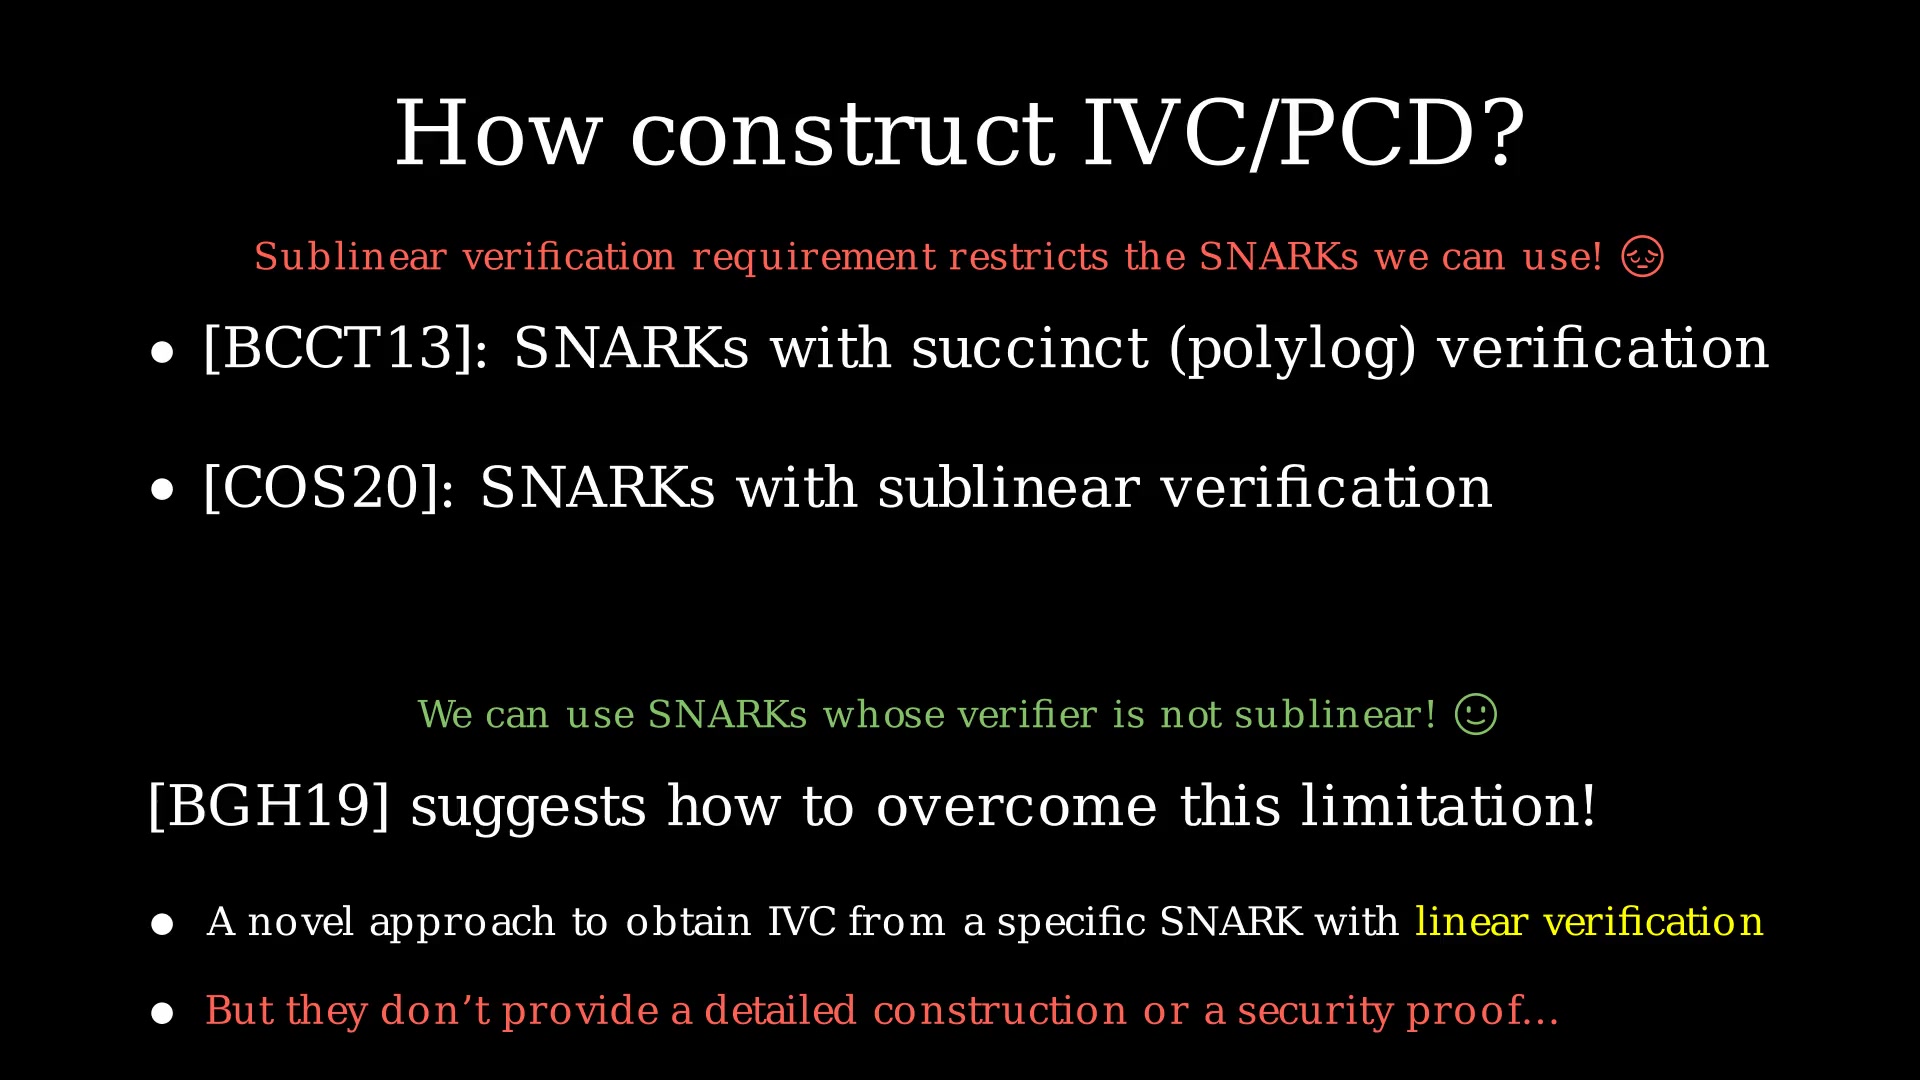 How construct IVC/PCD?
Sublinear verification requirement restricts the SNARKs we can use! 😔
• [BCCT13]: SNARKs with succinct (polylog) verification
• [COS20]: SNARKs with sublinear verification
We can use SNARKs whose verifier is not sublinear! 🙂
[BGH19] suggests how to overcome this limitation!
• A novel approach to obtain IVC from a specific SNARK with linear verification
• But they don’t provide a detailed construction or a security proof…